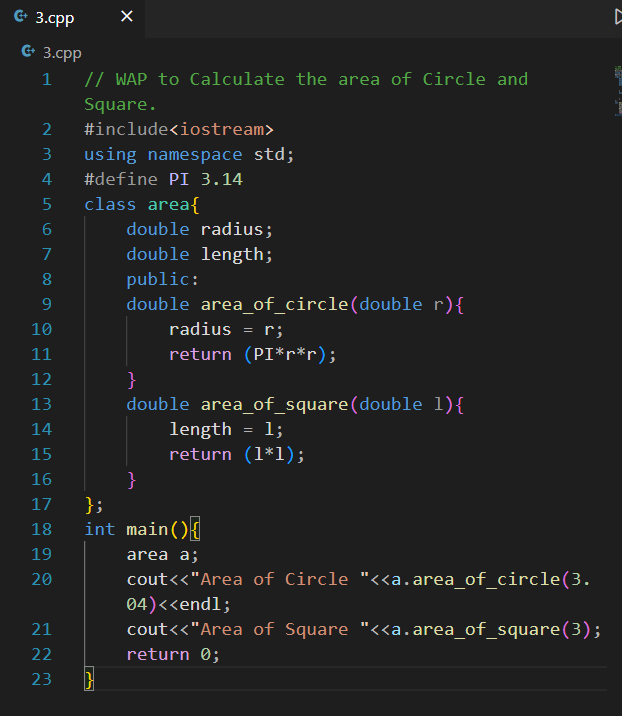 3.cpp ×
3.cpp
1 // WAP to Calculate the area of Circle and
Square.
2 #include<iostream>
3 using namespace std;
4 #define PI 3.14
5 class area{
6 double radius;
7 double length;
8 public:
9 double area_of_circle(double r){
10 radius = r;
11 return (PI*r*r);
12 }
13 double area_of_square(double l){
14 length = l;
15 return (l*l);
16 }
17 };
18 int main(){
19 area a;
20 cout<<"Area of Circle "<<a.area_of_circle(3.
04)<<endl;
21 cout<<"Area of Square "<<a.area_of_square(3);
22 return 0;
23 }